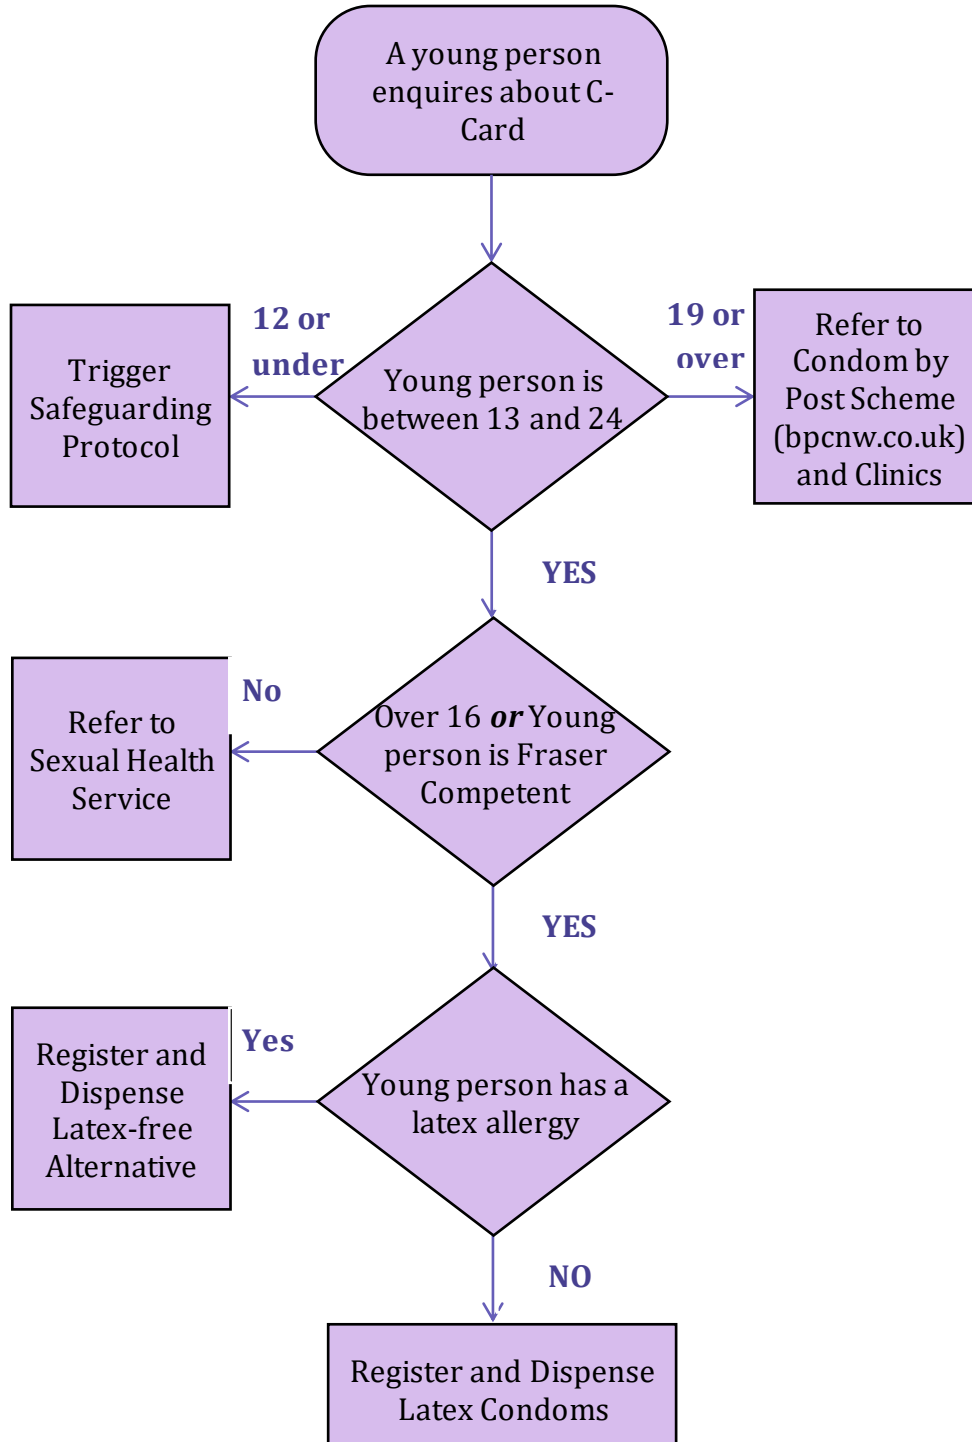 A young person
enquires about C-
Card
12 or
under
19 or
over
Trigger
Safeguarding
Protocol
Young person is
between 13 and 24
Refer to
Condom by
Post Scheme
(bpcnw.co.uk)
and Clinics
YES
No
Refer to
Sexual Health
Service
Over 16 or Young
person is Fraser
Competent
YES
Yes
Register and
Dispense
Latex-free
Alternative
Young person has a
latex allergy
NO
Register and Dispense
Latex Condoms